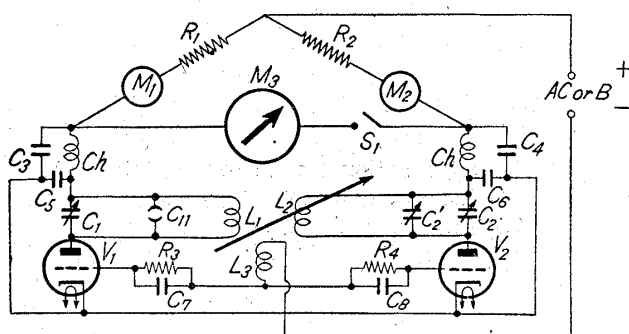 R1
R2
M1
M3
M2
AC or B
+
−
S1
C3
Ch
Ch
C4
C5
C6
C1
C11
L1
L2
C2'
C2
V1
R3
L3
R4
V2
C7
C8